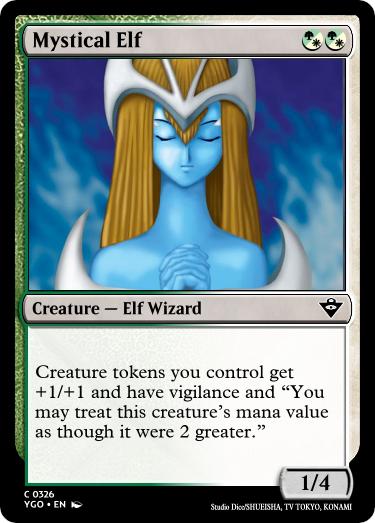 Mystical Elf
Creature — Elf Wizard
Creature tokens you control get
+1/+1 and have vigilance and “You
may treat this creature’s mana value
as though it were 2 greater.”
1/4
C 0326
YGO • EN
Studio Dice/SHUEISHA, TV TOKYO, KONAMI